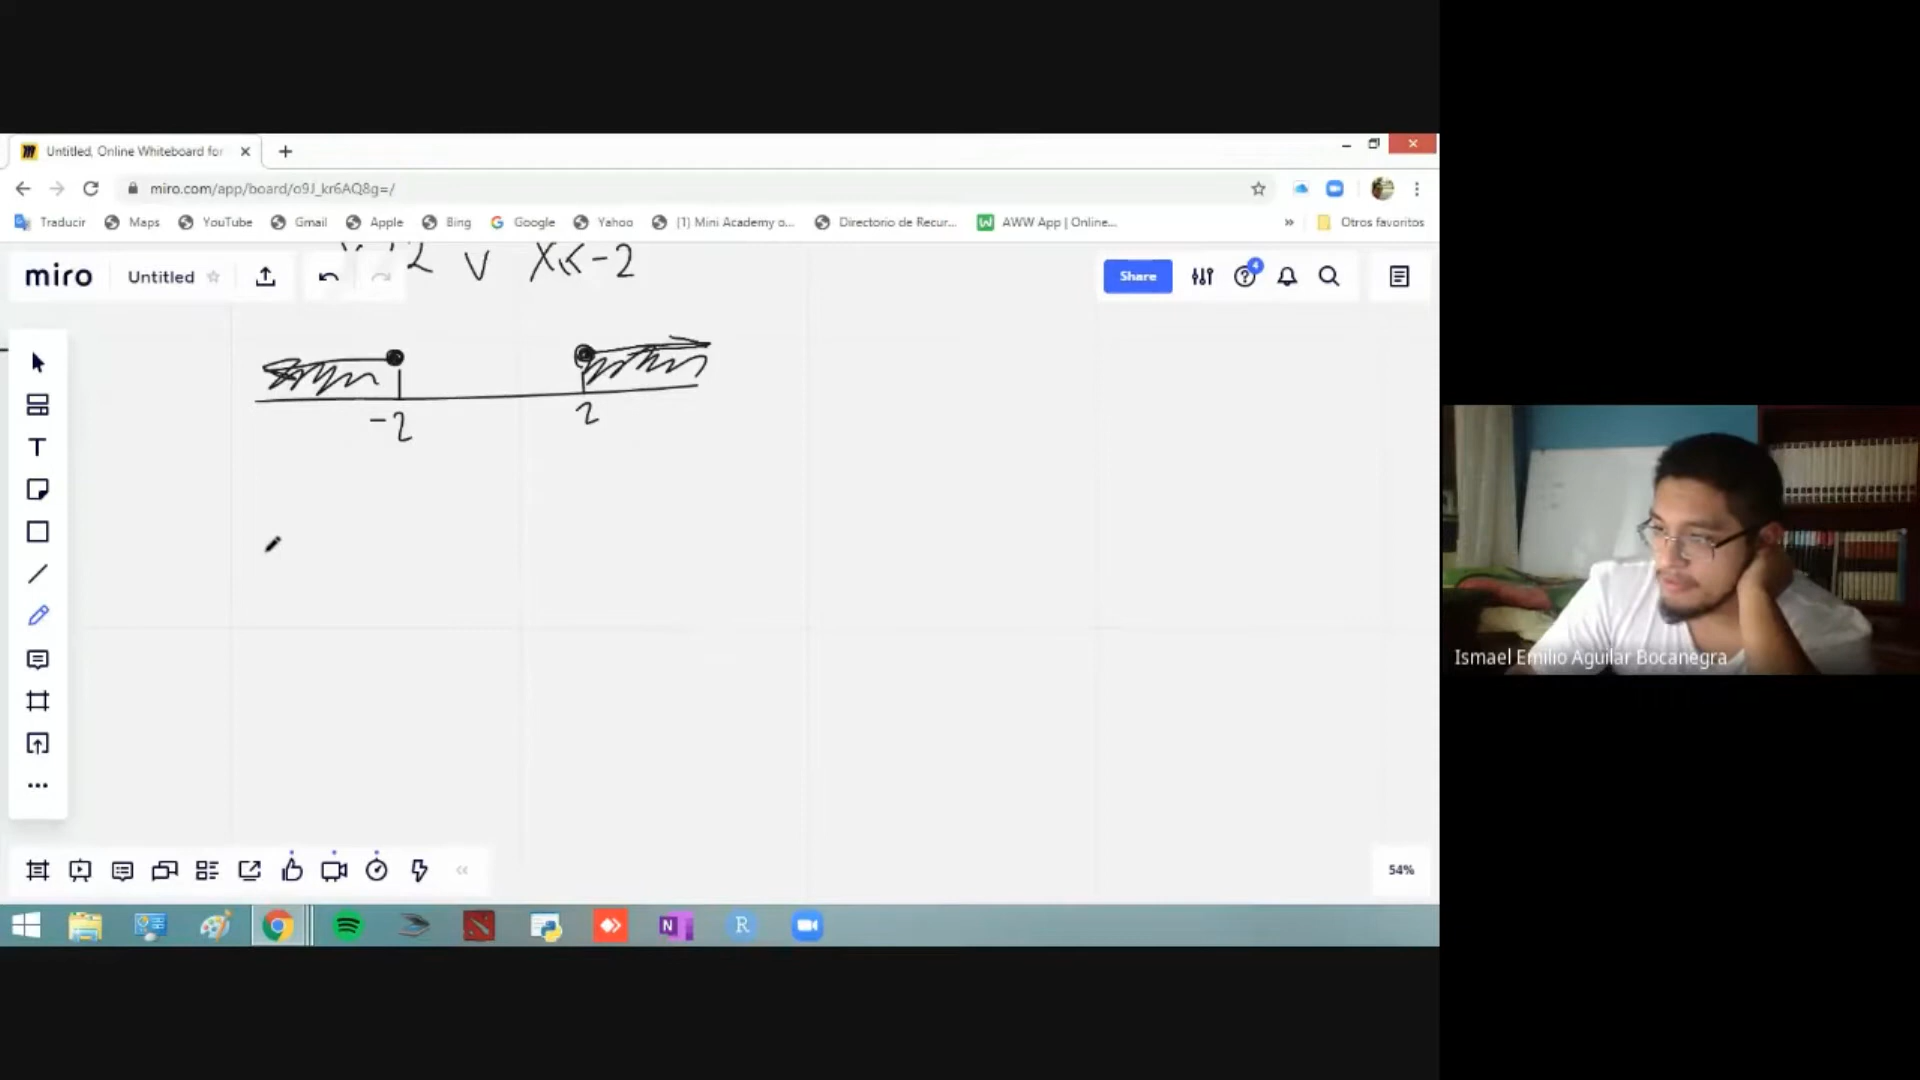 Untitled, Online Whiteboard for
miro.com/app/board/o9J_kr6AQ8g=/
Traducir Maps YouTube Gmail Apple Bing Google Yahoo (1) Mini Academy o... Directorio de Recur... AWW App | Online... » Otros favoritos
2 ∨ X≤-2
miro Untitled Share 4
-2 2
T
Ismael Emilio Aguilar Bocanegra
54%
N R